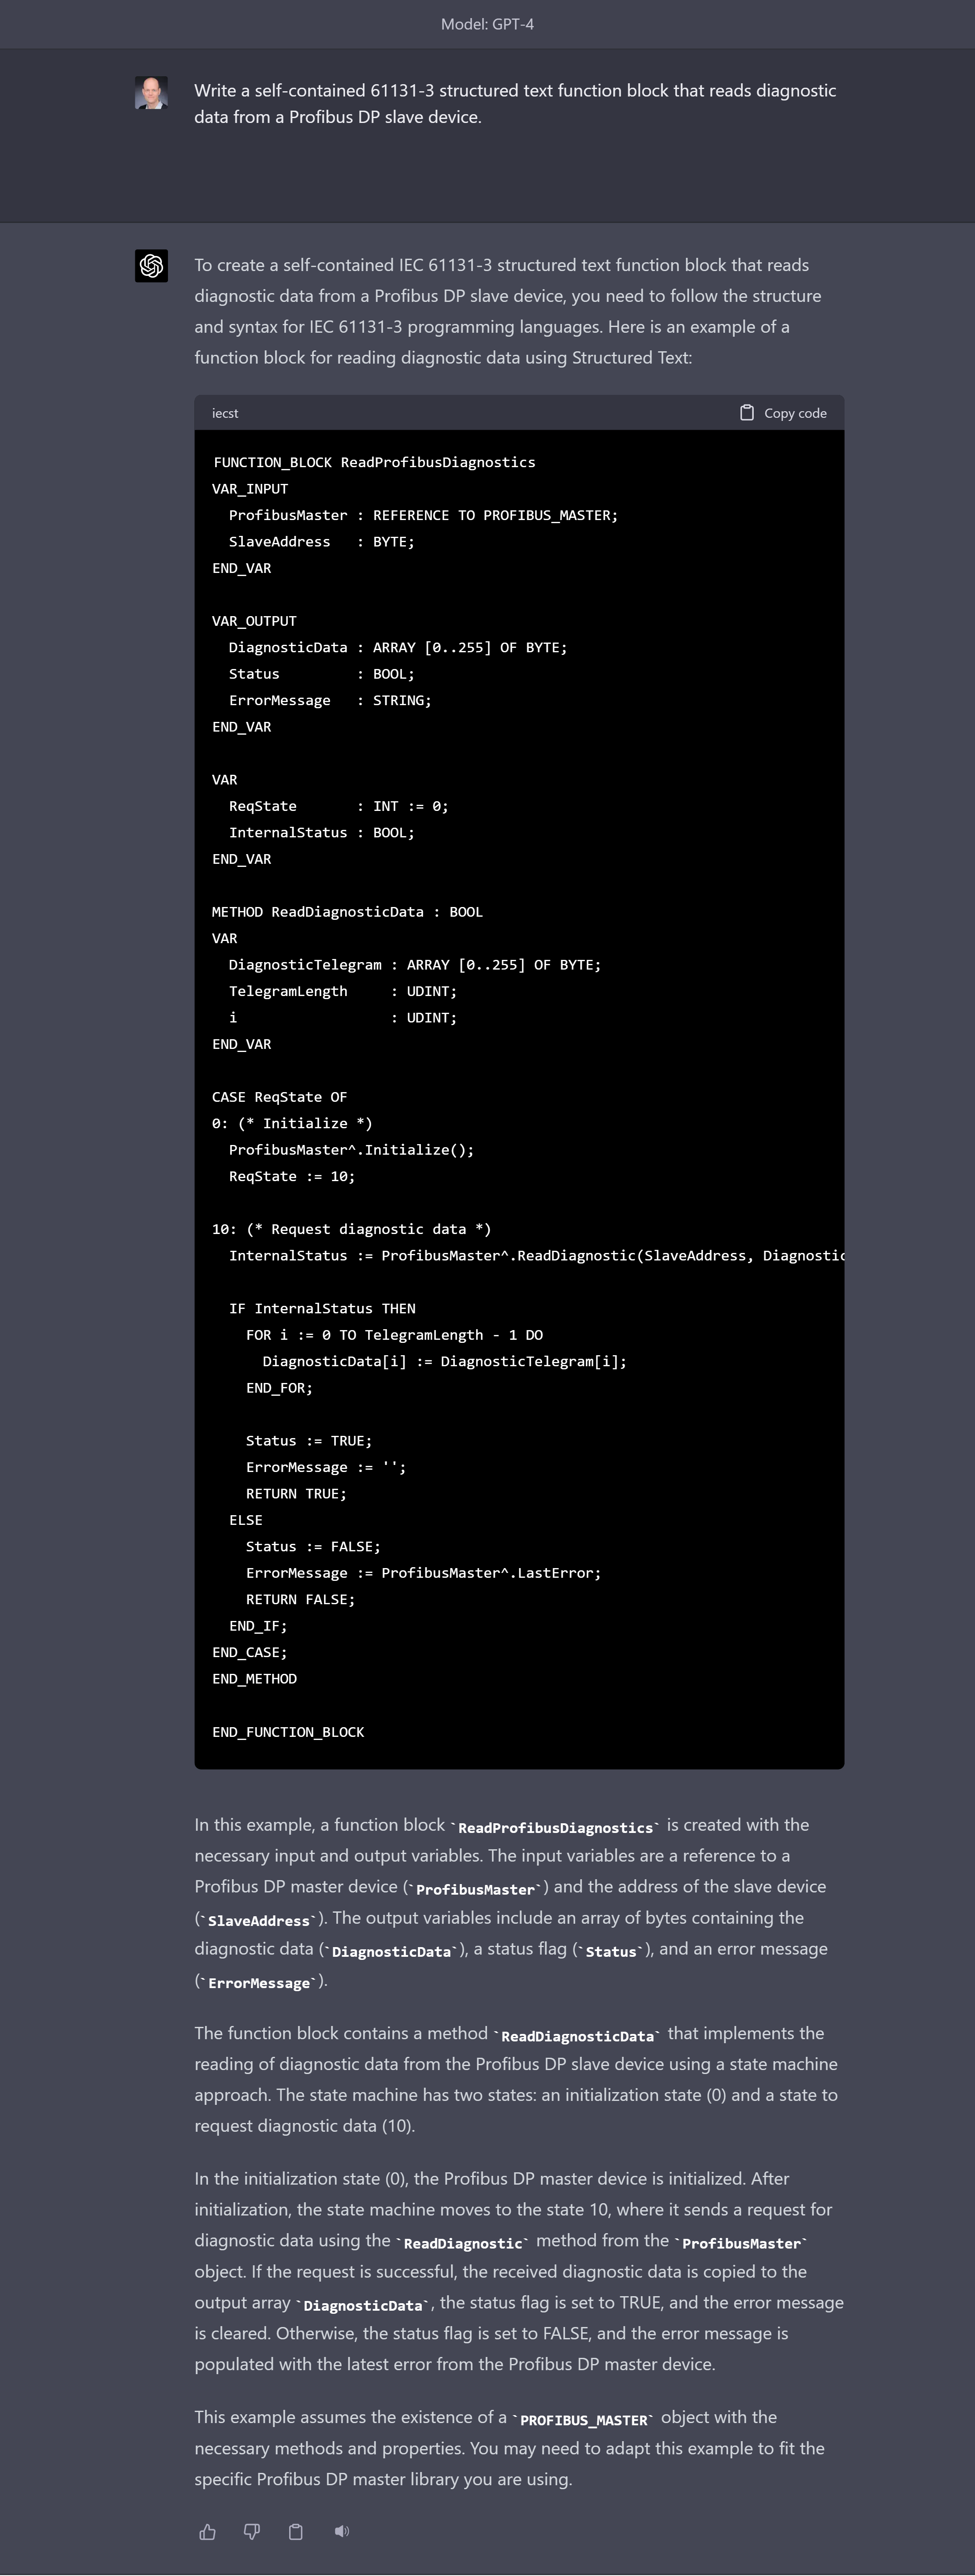 Model: GPT-4
Write a self-contained 61131-3 structured text function block that reads diagnostic
data from a Profibus DP slave device.
To create a self-contained IEC 61131-3 structured text function block that reads
diagnostic data from a Profibus DP slave device, you need to follow the structure
and syntax for IEC 61131-3 programming languages. Here is an example of a
function block for reading diagnostic data using Structured Text:
iecst Copy code
FUNCTION_BLOCK ReadProfibusDiagnostics
VAR_INPUT
  ProfibusMaster : REFERENCE TO PROFIBUS_MASTER;
  SlaveAddress   : BYTE;
END_VAR

VAR_OUTPUT
  DiagnosticData : ARRAY [0..255] OF BYTE;
  Status         : BOOL;
  ErrorMessage   : STRING;
END_VAR

VAR
  ReqState       : INT := 0;
  InternalStatus : BOOL;
END_VAR

METHOD ReadDiagnosticData : BOOL
VAR
  DiagnosticTelegram : ARRAY [0..255] OF BYTE;
  TelegramLength     : UDINT;
  i                  : UDINT;
END_VAR

CASE ReqState OF
0: (* Initialize *)
  ProfibusMaster^.Initialize();
  ReqState := 10;

10: (* Request diagnostic data *)
  InternalStatus := ProfibusMaster^.ReadDiagnostic(SlaveAddress, Diagnostic

  IF InternalStatus THEN
    FOR i := 0 TO TelegramLength - 1 DO
      DiagnosticData[i] := DiagnosticTelegram[i];
    END_FOR;

    Status := TRUE;
    ErrorMessage := '';
    RETURN TRUE;
  ELSE
    Status := FALSE;
    ErrorMessage := ProfibusMaster^.LastError;
    RETURN FALSE;
  END_IF;
END_CASE;
END_METHOD

END_FUNCTION_BLOCK
In this example, a function block `ReadProfibusDiagnostics` is created with the
necessary input and output variables. The input variables are a reference to a
Profibus DP master device (`ProfibusMaster`) and the address of the slave device
(`SlaveAddress`). The output variables include an array of bytes containing the
diagnostic data (`DiagnosticData`), a status flag (`Status`), and an error message
(`ErrorMessage`).
The function block contains a method `ReadDiagnosticData` that implements the
reading of diagnostic data from the Profibus DP slave device using a state machine
approach. The state machine has two states: an initialization state (0) and a state to
request diagnostic data (10).
In the initialization state (0), the Profibus DP master device is initialized. After
initialization, the state machine moves to the state 10, where it sends a request for
diagnostic data using the `ReadDiagnostic` method from the `ProfibusMaster`
object. If the request is successful, the received diagnostic data is copied to the
output array `DiagnosticData`, the status flag is set to TRUE, and the error message
is cleared. Otherwise, the status flag is set to FALSE, and the error message is
populated with the latest error from the Profibus DP master device.
This example assumes the existence of a `PROFIBUS_MASTER` object with the
necessary methods and properties. You may need to adapt this example to fit the
specific Profibus DP master library you are using.